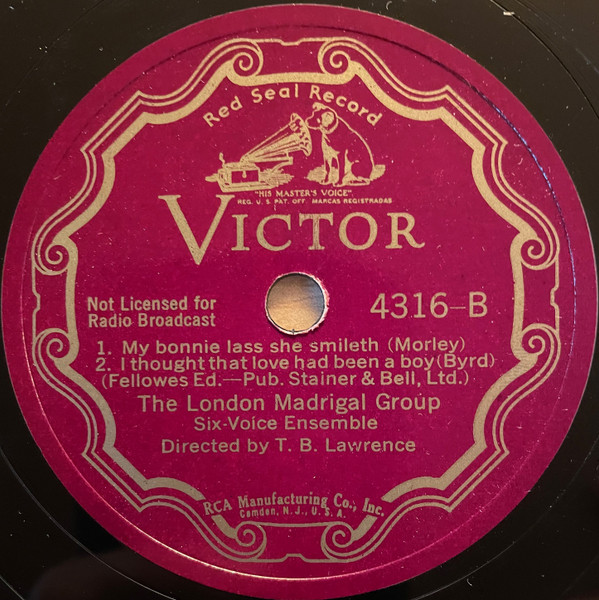 Red Seal Record
"HIS MASTER'S VOICE"
REG. U. S. PAT. OFF. MARCAS REGISTRADAS
VICTOR
Not Licensed for
Radio Broadcast
4316-B
1. My bonnie lass she smileth (Morley)
2. I thought that love had been a boy (Byrd)
(Fellowes Ed.—Pub. Stainer & Bell, Ltd.)
The London Madrigal Group
Six-Voice Ensemble
Directed by T. B. Lawrence
RCA Manufacturing Co., Inc.
Camden, N. J., U. S. A.